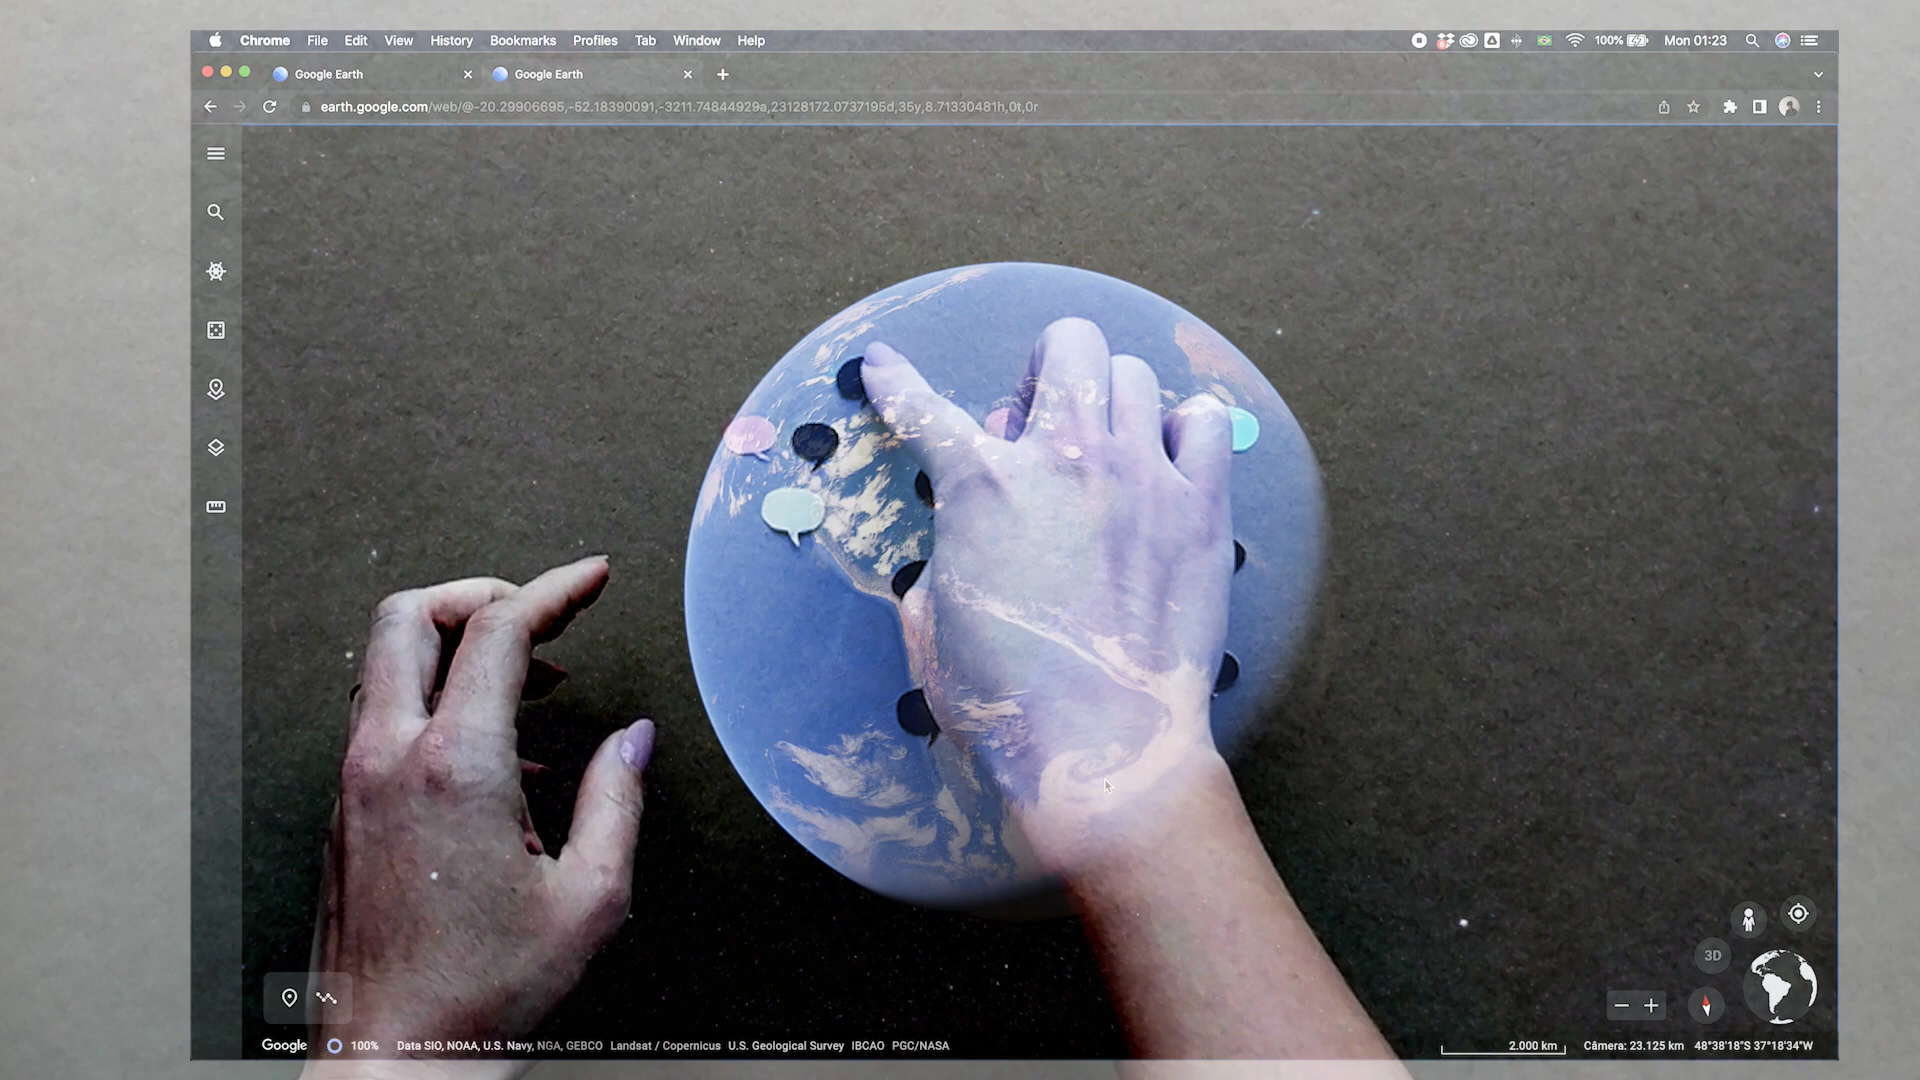 Chrome File Edit View History Bookmarks Profiles Tab Window Help 100% Mon 01:23
Google Earth Google Earth
earth.google.com/web/@-20.29906695,-52.18390091,-3211.74844929a,23128172.0737195d,35y,8.71330481h,0t,0r
3D
Google 100% Data SIO, NOAA, U.S. Navy, NGA, GEBCO Landsat / Copernicus U.S. Geological Survey IBCAO PGC/NASA 2.000 km Câmera: 23.125 km 48°38'18"S 37°18'34"W